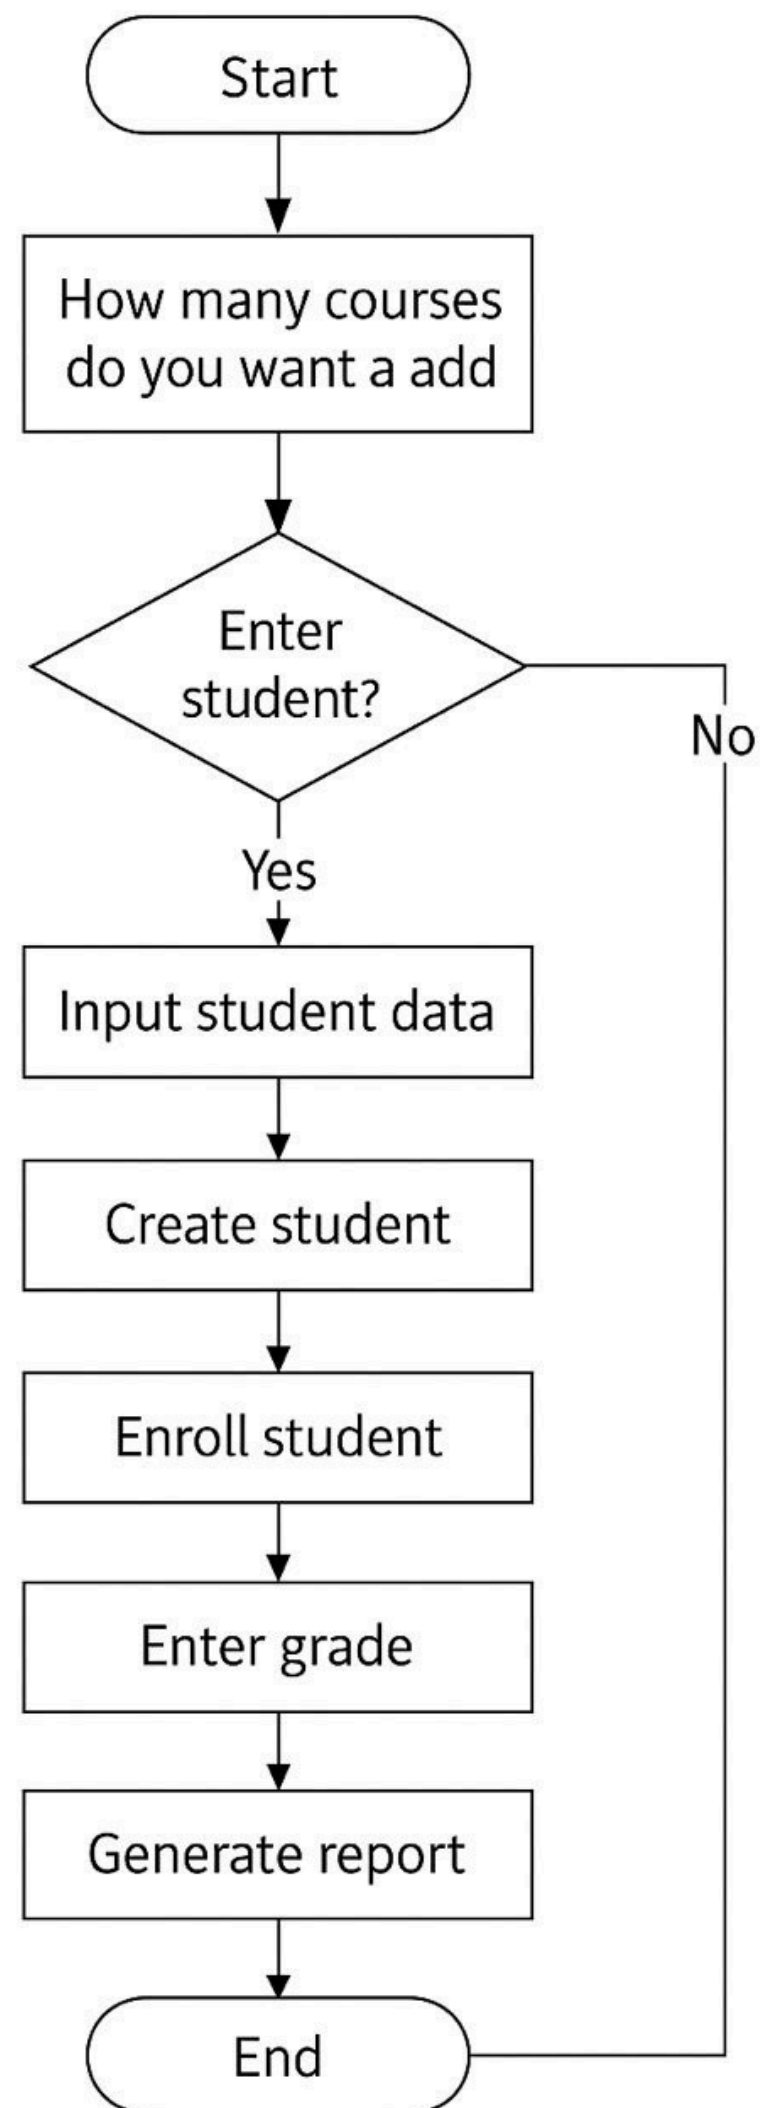 Start
How many courses
do you want a add
Enter
student?
No
Yes
Input student data
Create student
Enroll student
Enter grade
Generate report
End